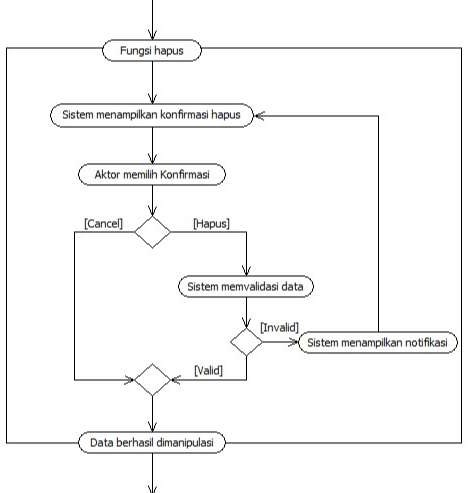 Fungsi hapus
Sistem menampilkan konfirmasi hapus
Aktor memilih Konfirmasi
[Cancel]
[Hapus]
Sistem memvalidasi data
[Invalid]
Sistem menampilkan notifikasi
[Valid]
Data berhasil dimanipulasi